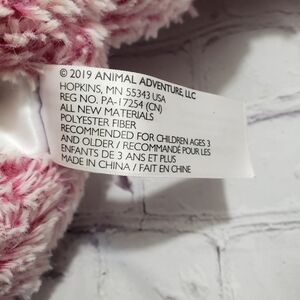 © 2019 ANIMAL ADVENTURE, LLC
HOPKINS, MN 55343 USA
REG NO. PA-17254 (CN)
ALL NEW MATERIALS
POLYESTER FIBER
RECOMMENDED FOR CHILDREN AGES 3
AND OLDER / RECOMMANDÉ POUR LES
ENFANTS DE 3 ANS ET PLUS
MADE IN CHINA / FAIT EN CHINE